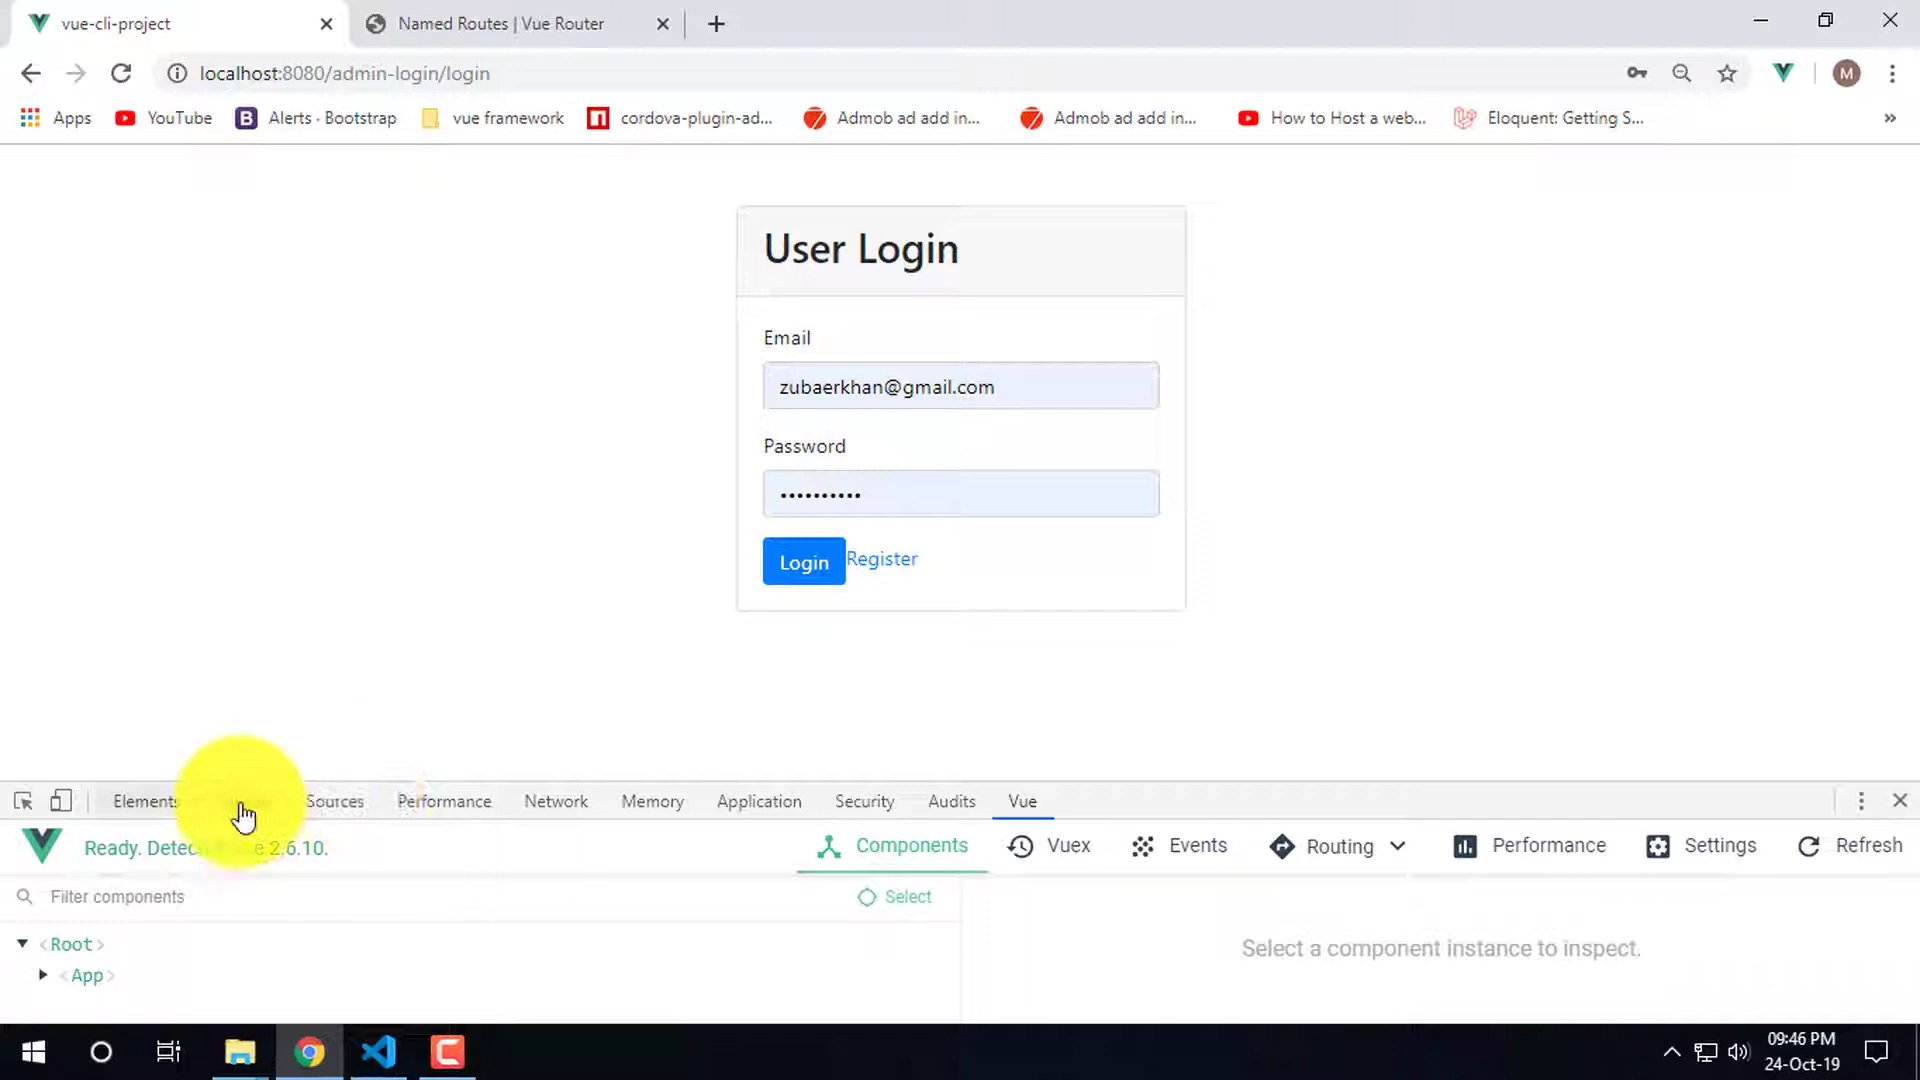 vue-cli-project
Named Routes | Vue Router
localhost:8080/admin-login/login
M
Apps
YouTube
B
Alerts · Bootstrap
vue framework
cordova-plugin-ad...
Admob ad add in...
Admob ad add in...
How to Host a web...
Eloquent: Getting S...
»
User Login
Email
zubaerkhan@gmail.com
Password
••••••••••
Login
Register
Elements
Sources
Performance
Network
Memory
Application
Security
Audits
Vue
Ready. Detec 2.6.10.
Components
Vuex
Events
Routing
Performance
Settings
Refresh
Filter components
Select
<Root>
<App>
Select a component instance to inspect.
09:46 PM
24-Oct-19